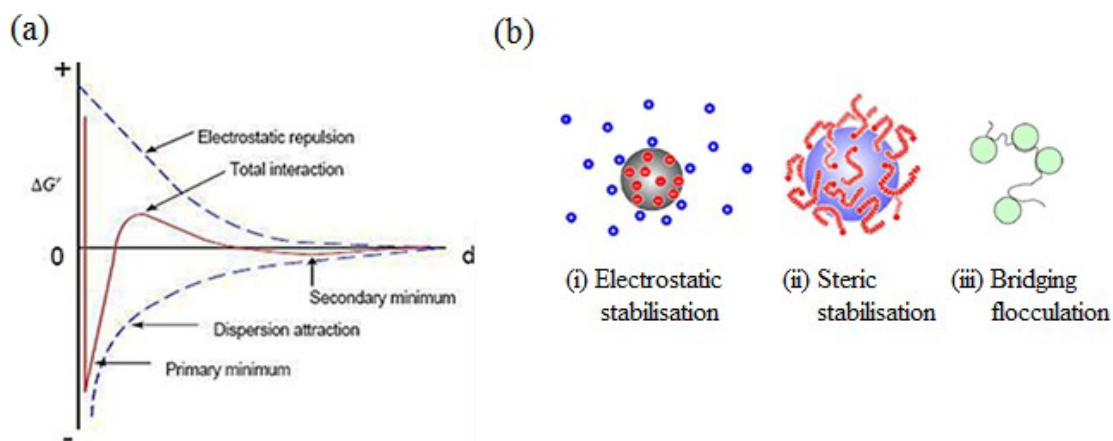 (a)
+
Electrostatic repulsion
Total interaction
ΔG^r
0
d
Secondary minimum
Dispersion attraction
Primary minimum
-
(b)
(i) Electrostatic
stabilisation
(ii) Steric
stabilisation
(iii) Bridging
flocculation